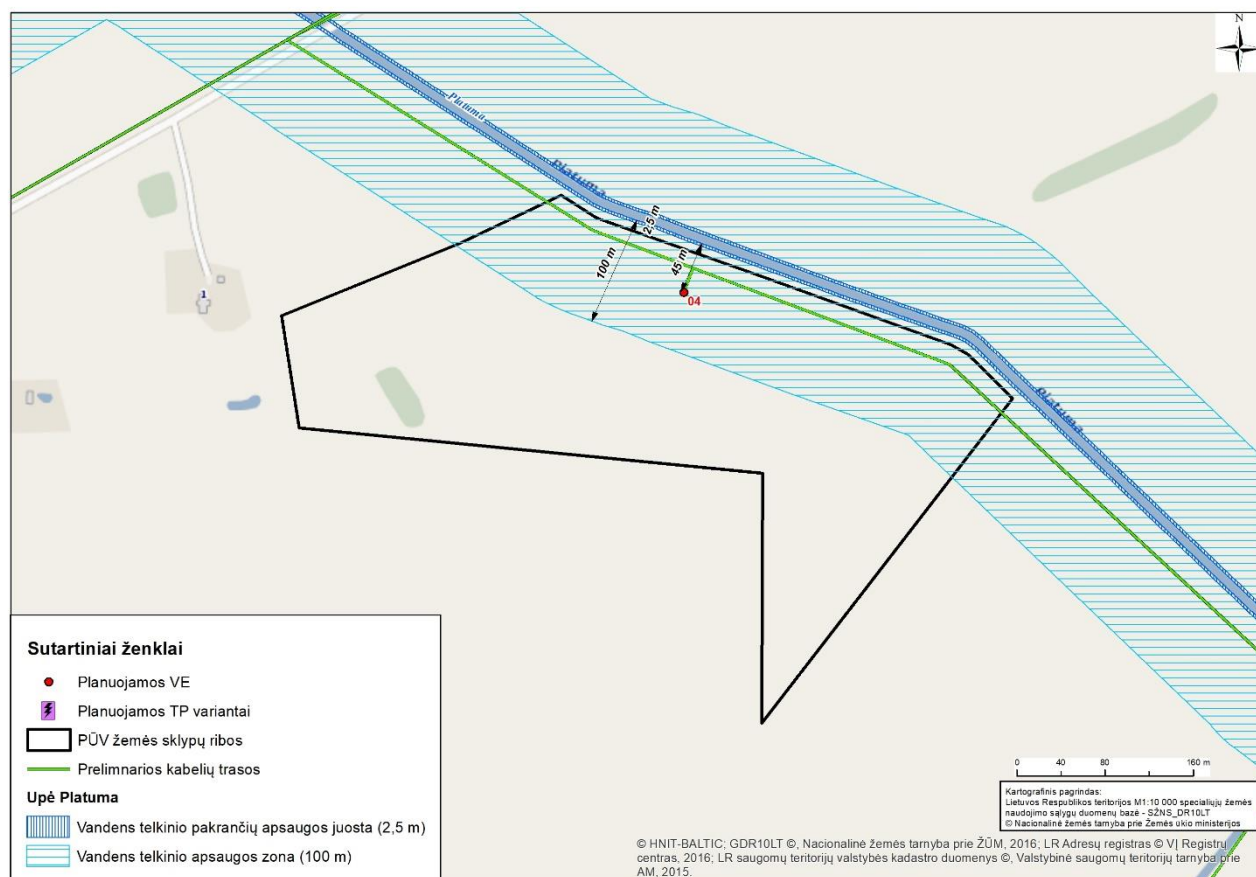 N
Platuma
Platuma
2,5 m
100 m
45 m
04
1
Platuma
Sutartiniai ženklai
Planuojamos VE
Planuojamos TP variantai
PŪV žemės sklypų ribos
Prelimnarios kabelių trasos
Upė Platuma
Vandens telkinio pakrančių apsaugos juosta (2,5 m)
Vandens telkinio apsaugos zona (100 m)
0 40 80 160 m
Kartografinis pagrindas:
Lietuvos Respublikos teritorijos M1:10 000 specialiųjų žemės
naudojimo sąlygų duomenų bazė - SŽNS_DR10LT
© Nacionalinė žemės tarnyba prie Žemės ūkio ministerijos
© HNIT-BALTIC; GDR10LT ©, Nacionalinė žemės tarnyba prie ŽŪM, 2016; LR Adresų registras © VĮ Registrų
centras, 2016; LR saugomų teritorijų valstybės kadastro duomenys ©, Valstybinė saugomų teritorijų tarnyba prie
AM, 2015.